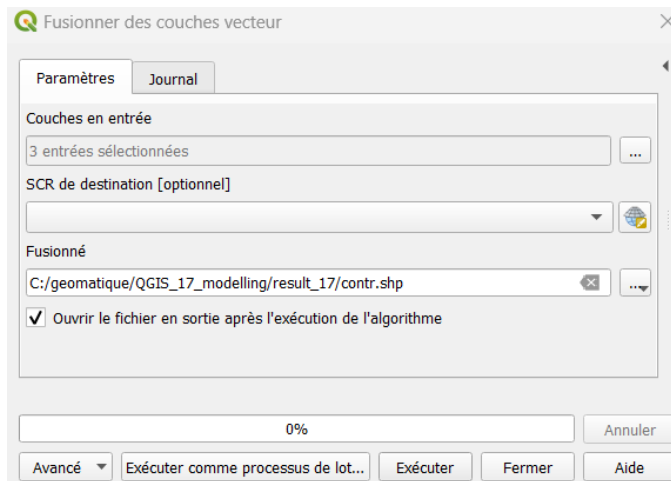 Fusionner des couches vecteur
Paramètres Journal
Couches en entrée
3 entrées sélectionnées ...
SCR de destination [optionnel]
Fusionné
C:/geomatique/QGIS_17_modelling/result_17/contr.shp ...
Ouvrir le fichier en sortie après l'exécution de l'algorithme
0% Annuler
Avancé Exécuter comme processus de lot... Exécuter Fermer Aide